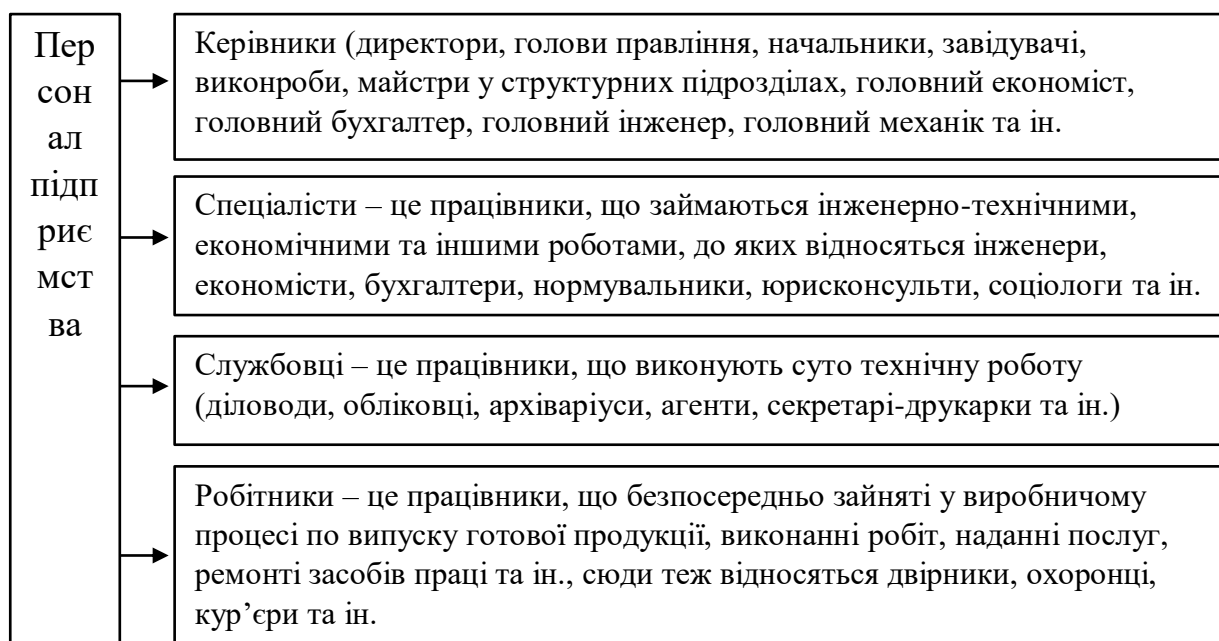 Пер
сон
ал
підп
риє
мст
ва
Керівники (директори, голови правління, начальники, завідувачі,
виконроби, майстри у структурних підрозділах, головний економіст,
головний бухгалтер, головний інженер, головний механік та ін.
Спеціалісти – це працівники, що займаються інженерно-технічними,
економічними та іншими роботами, до яких відносяться інженери,
економісти, бухгалтери, нормувальники, юрисконсульти, соціологи та ін.
Службовці – це працівники, що виконують суто технічну роботу
(діловоди, обліковці, архіваріуси, агенти, секретарі-друкарки та ін.)
Робітники – це працівники, що безпосередньо зайняті у виробничому
процесі по випуску готової продукції, виконанні робіт, наданні послуг,
ремонті засобів праці та ін., сюди теж відносяться двірники, охоронці,
кур’єри та ін.